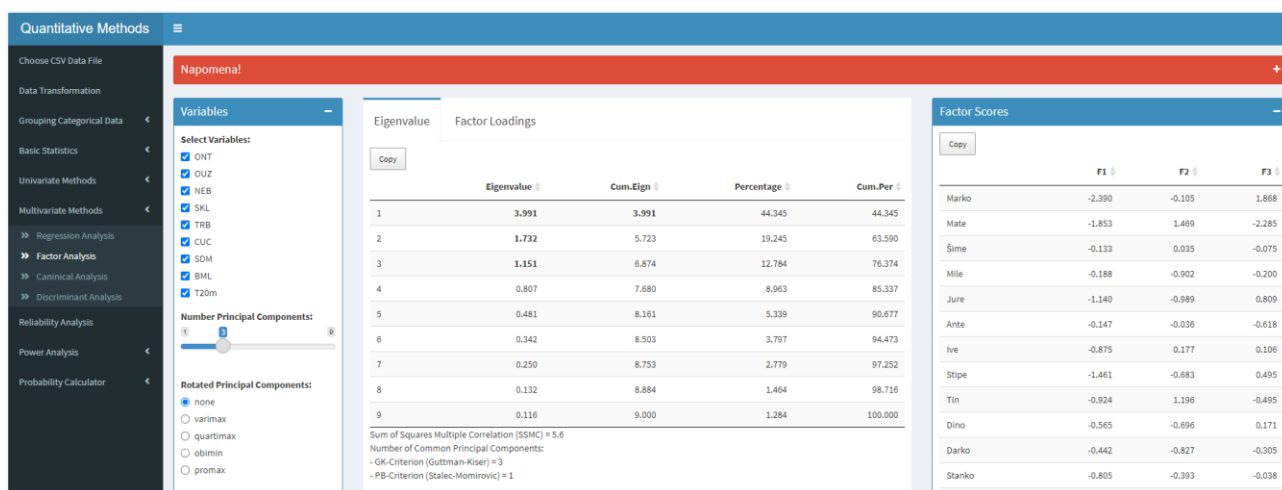 Quantitative Methods
Choose CSV Data File
Data Transformation
Grouping Categorical Data
Basic Statistics
Univariate Methods
Multivariate Methods
Regression Analysis
Factor Analysis
Caninical Analysis
Discriminant Analysis
Reliability Analysis
Power Analysis
Probability Calculator
Napomena!
Variables
Select Variables:
ONT
OUZ
NEB
SKL
TRB
CUC
SDM
BML
T20m
Number Principal Components:
1 3 9
Rotated Principal Components:
none
varimax
quartimax
obimin
promax
Eigenvalue Factor Loadings
Copy
Eigenvalue Cum.Eign Percentage Cum.Per
1 3.991 3.991 44.345 44.345
2 1.732 5.723 19.245 63.590
3 1.151 6.874 12.784 76.374
4 0.807 7.680 8.963 85.337
5 0.481 8.161 5.339 90.677
6 0.342 8.503 3.797 94.473
7 0.250 8.753 2.779 97.252
8 0.132 8.884 1.464 98.716
9 0.116 9.000 1.284 100.000
Sum of Squares Multiple Correlation (SSMC) = 5.6
Number of Common Principal Components:
- GK-Criterion (Guttman-Kiser) = 3
- PB-Criterion (Stalec-Momirovic) = 1
Factor Scores
Copy
F1 F2 F3
Marko -2.390 -0.105 1.868
Mate -1.853 1.469 -2.285
Šime -0.133 0.035 -0.075
Mile -0.188 -0.902 -0.200
Jure -1.140 -0.989 0.809
Ante -0.147 -0.036 -0.618
Ive -0.875 0.177 0.106
Stipe -1.461 -0.683 0.495
Tin -0.924 1.196 -0.495
Dino -0.565 -0.696 0.171
Darko -0.442 -0.827 -0.305
Stanko -0.805 -0.393 -0.038